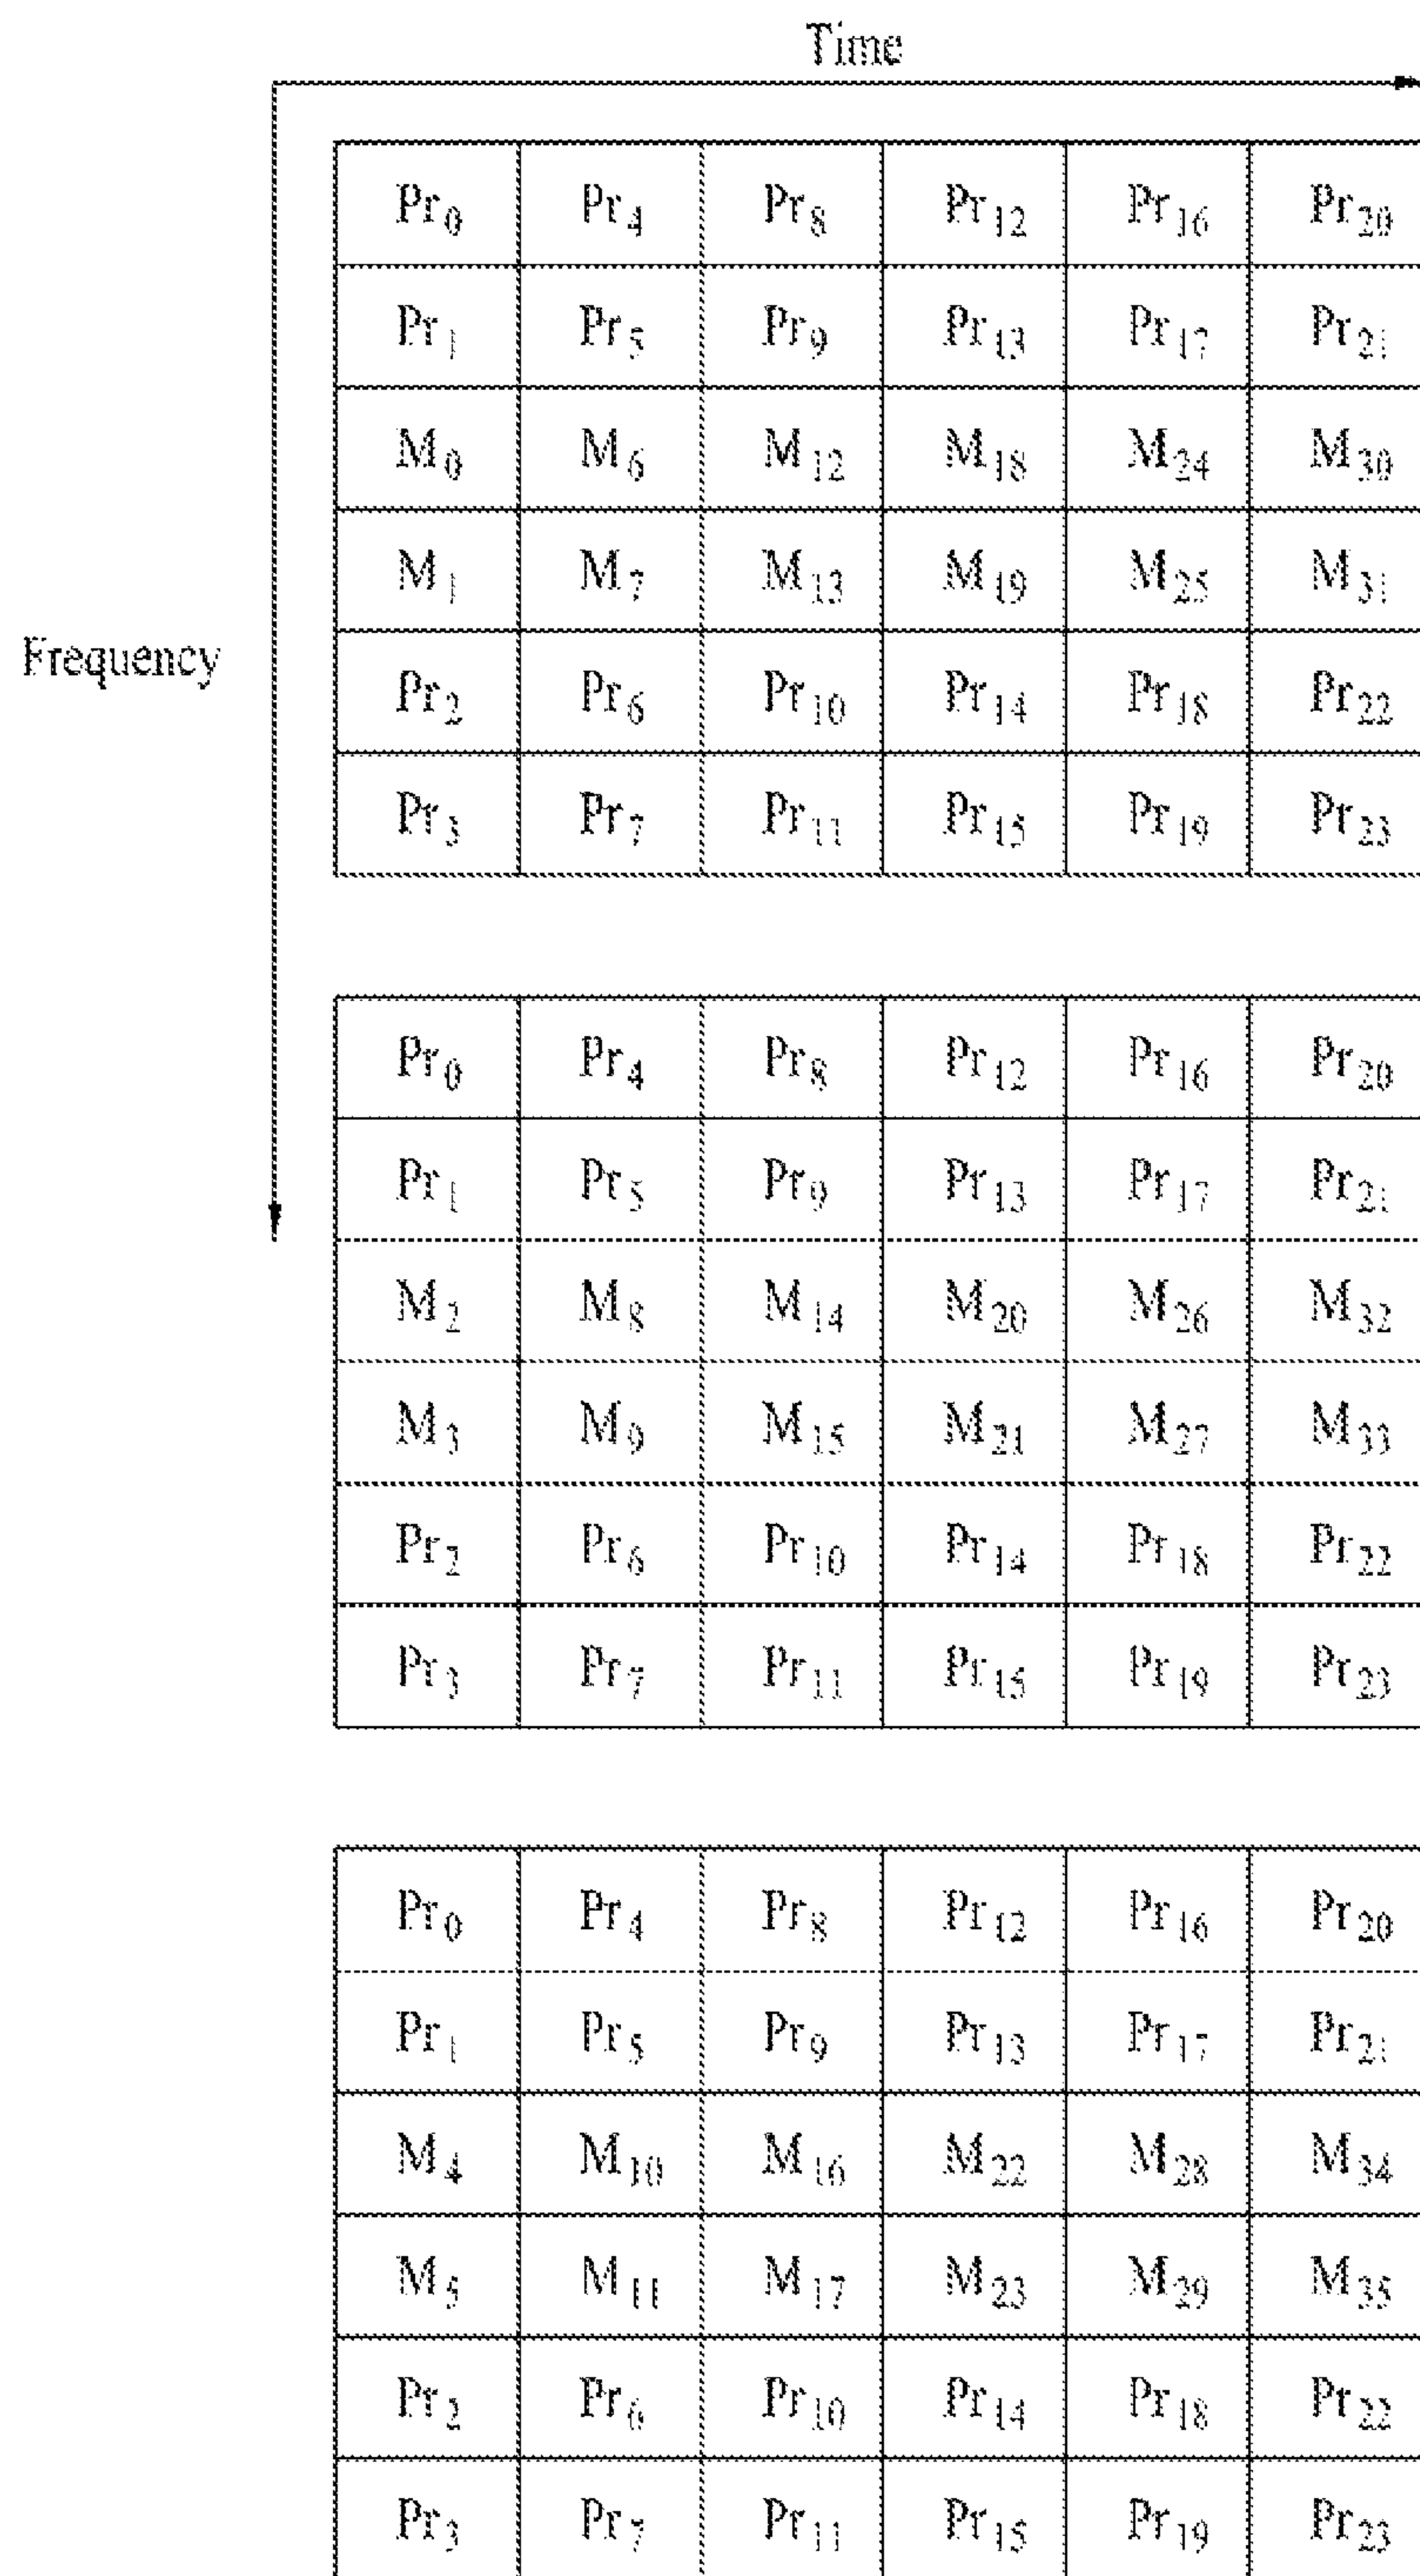 Time
Frequency
Pr0 Pr4 Pr8 Pr12 Pr16 Pr20
Pr1 Pr5 Pr9 Pr13 Pr17 Pr21
M0 M6 M12 M18 M24 M30
M1 M7 M13 M19 M25 M31
Pr2 Pr6 Pr10 Pr14 Pr18 Pr22
Pr3 Pr7 Pr11 Pr15 Pr19 Pr23
Pr0 Pr4 Pr8 Pr12 Pr16 Pr20
Pr1 Pr5 Pr9 Pr13 Pr17 Pr21
M2 M8 M14 M20 M26 M32
M3 M9 M15 M21 M27 M33
Pr2 Pr6 Pr10 Pr14 Pr18 Pr22
Pr3 Pr7 Pr11 Pr15 Pr19 Pr23
Pr0 Pr4 Pr8 Pr12 Pr16 Pr20
Pr1 Pr5 Pr9 Pr13 Pr17 Pr21
M4 M10 M16 M22 M28 M34
M5 M11 M17 M23 M29 M35
Pr2 Pr6 Pr10 Pr14 Pr18 Pr22
Pr3 Pr7 Pr11 Pr15 Pr19 Pr23